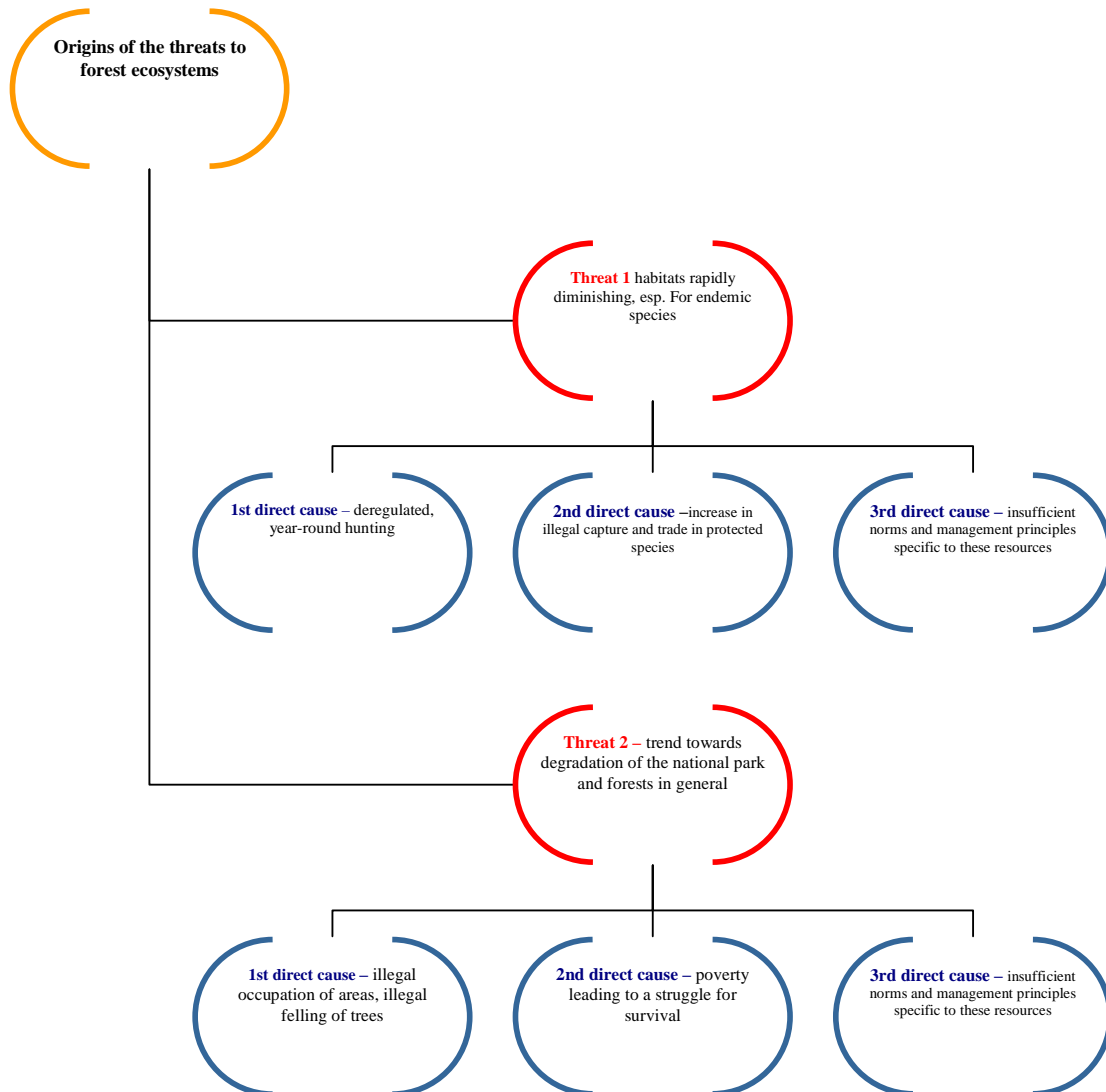 Origins of the threats to
forest ecosystems
Threat 1 habitats rapidly
diminishing, esp. For endemic
species
1st direct cause – deregulated,
year-round hunting
2nd direct cause –increase in
illegal capture and trade in protected
species
3rd direct cause – insufficient
norms and management principles
specific to these resources
Threat 2 – trend towards
degradation of the national park
and forests in general
1st direct cause – illegal
occupation of areas, illegal
felling of trees
2nd direct cause – poverty
leading to a struggle for
survival
3rd direct cause – insufficient
norms and management principles
specific to these resources